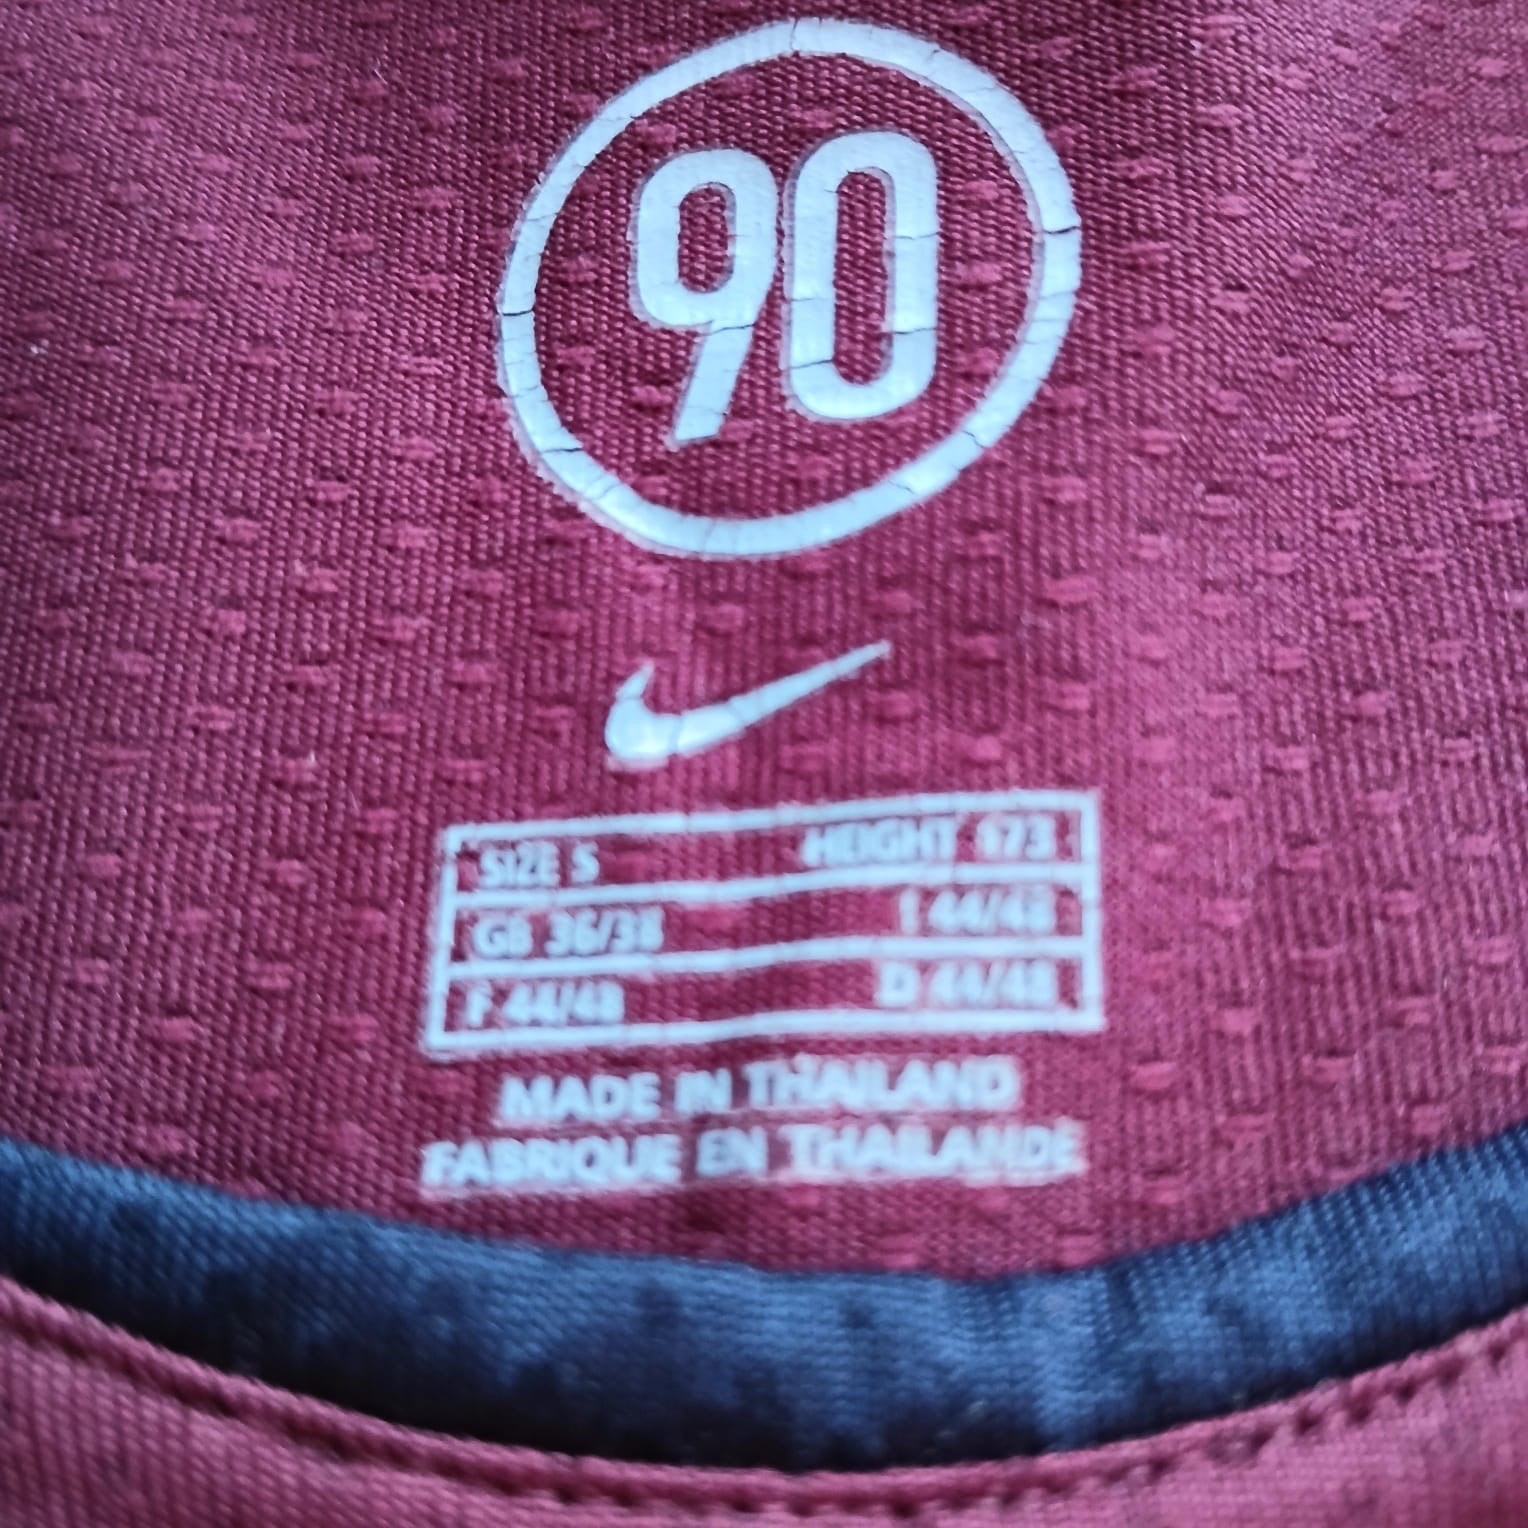 90
SIZE S HEIGHT 173
GB 36/38 I 44/48
F 44/48 D 44/48
MADE IN THAILAND
FABRIQUE EN THAILANDE